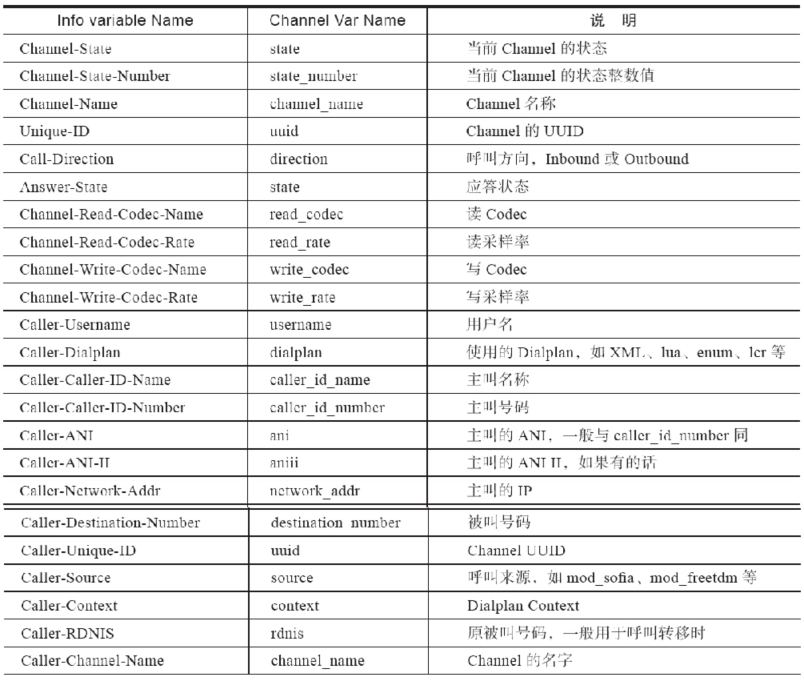 Info variable Name Channel Var Name 说 明
Channel-State state 当前 Channel 的状态
Channel-State-Number state_number 当前 Channel 的状态整数值
Channel-Name channel_name Channel 名称
Unique-ID uuid Channel 的 UUID
Call-Direction direction 呼叫方向，Inbound 或 Outbound
Answer-State state 应答状态
Channel-Read-Codec-Name read_codec 读 Codec
Channel-Read-Codec-Rate read_rate 读采样率
Channel-Write-Codec-Name write_codec 写 Codec
Channel-Write-Codec-Rate write_rate 写采样率
Caller-Username username 用户名
Caller-Dialplan dialplan 使用的 Dialplan，如 XML、lua、enum、lcr 等
Caller-Caller-ID-Name caller_id_name 主叫名称
Caller-Caller-ID-Number caller_id_number 主叫号码
Caller-ANI ani 主叫的 ANI，一般与 caller_id_number 同
Caller-ANI-II aniii 主叫的 ANI II，如果有的话
Caller-Network-Addr network_addr 主叫的 IP
Caller-Destination-Number destination_number 被叫号码
Caller-Unique-ID uuid Channel UUID
Caller-Source source 呼叫来源，如 mod_sofia、mod_freetdm 等
Caller-Context context Dialplan Context
Caller-RDNIS rdnis 原被叫号码，一般用于呼叫转移时
Caller-Channel-Name channel_name Channel 的名字